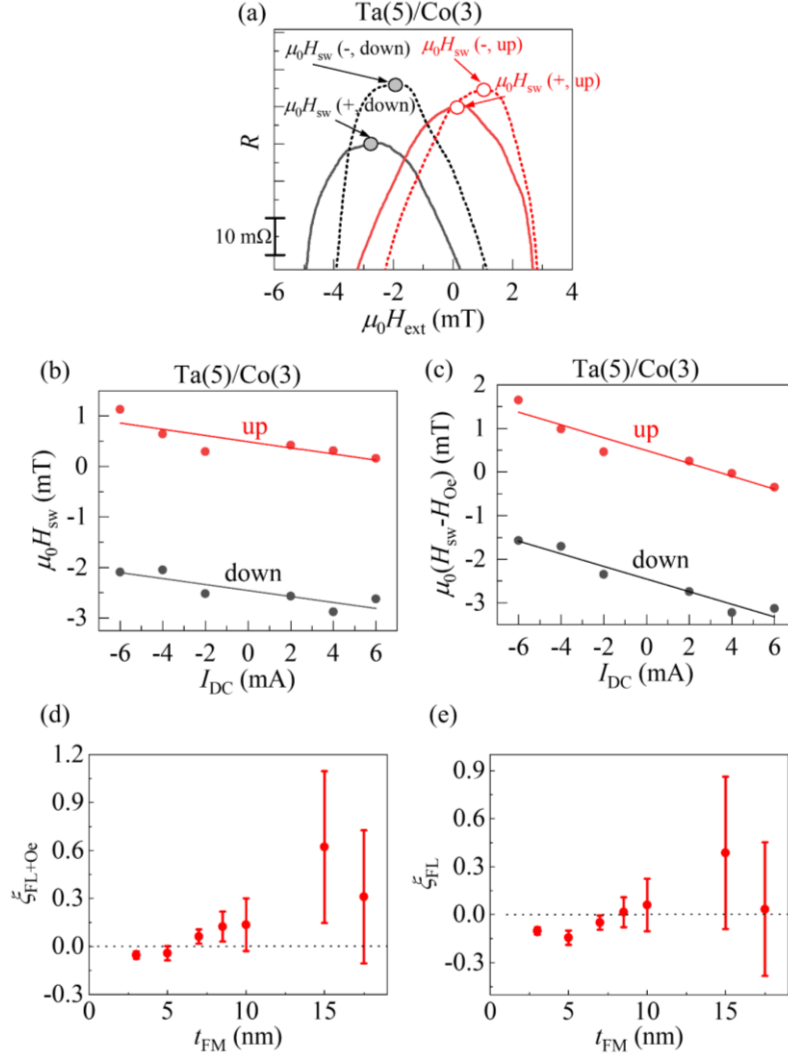 (a)
Ta(5)/Co(3)
μ0Hsw (-, down)
μ0Hsw (-, up)
μ0Hsw (+, up)
μ0Hsw (+, down)
R
10 mΩ
-6 -4 -2 0 2 4
μ0Hext (mT)
(b)
Ta(5)/Co(3)
μ0Hsw (mT)
1
0
-1
-2
-3
up
down
-6 -4 -2 0 2 4 6
IDC (mA)
(c)
Ta(5)/Co(3)
μ0(Hsw-HOe) (mT)
2
1
0
-1
-2
-3
up
down
-6 -4 -2 0 2 4 6
IDC (mA)
(d)
ξFL+Oe
1.2
0.9
0.6
0.3
0.0
-0.3
0 5 10 15
tFM (nm)
(e)
ξFL
0.9
0.6
0.3
0.0
-0.3
0 5 10 15
tFM (nm)